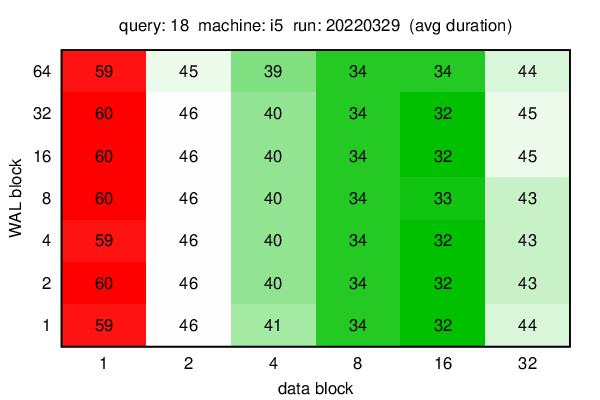 query: 18 machine: i5 run: 20220329 (avg duration)
WAL block
64 59 45 39 34 34 44
32 60 46 40 34 32 45
16 60 46 40 34 32 45
8 60 46 40 34 33 43
4 59 46 40 34 32 43
2 60 46 40 34 32 43
1 59 46 41 34 32 44
1 2 4 8 16 32
data block